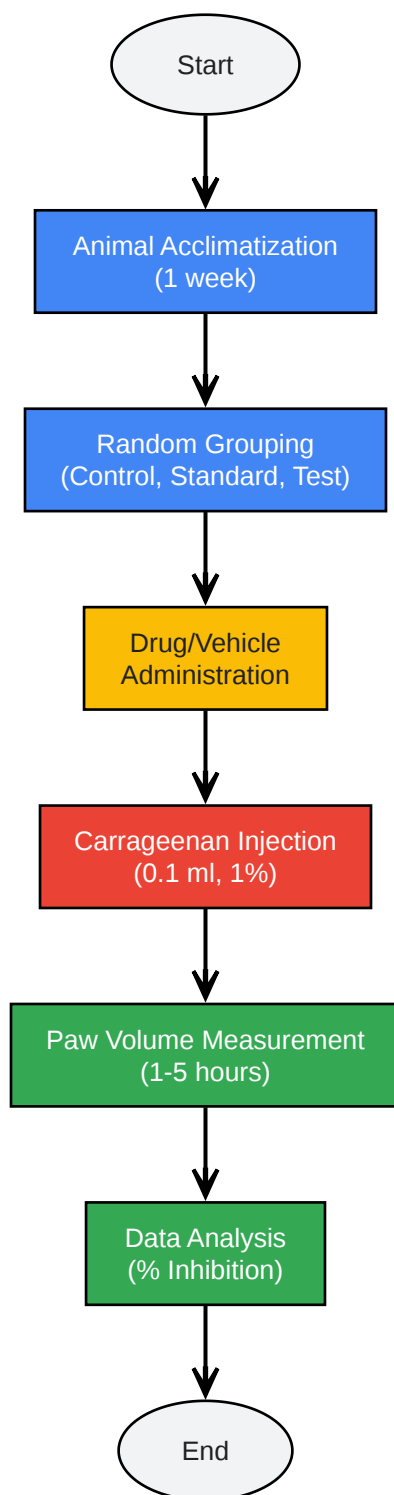 Start
Animal Acclimatization
(1 week)
Random Grouping
(Control, Standard, Test)
Drug/Vehicle
Administration
Carrageenan Injection
(0.1 ml, 1%)
Paw Volume Measurement
(1-5 hours)
Data Analysis
(% Inhibition)
End